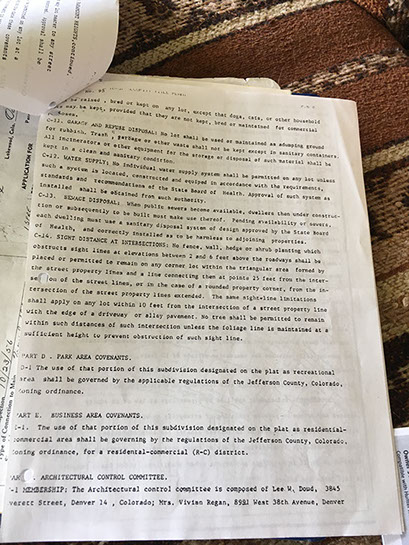 be raised , bred or kept on any lot, except that dogs, cats, or other household
may be kept, provided that they are not kept, bred or maintained for commercial
purposes.
C-11. GARAGE AND REFUSE DISPOSAL: No lot shall be used or maintained as adumping ground
for rubbish. Trash , garbage or other waste shall not be kept except in sanitary containers.
all incinerators or other equipment for the storage or disposal of such material shall be
kept in a clean and sanitary condition.
C-12. WATER SUPPLY: No individual water supply system shall be permitted on any lot unless
such a system is located, constructed and equiped in accordance with the requirements,
standards and recommendations of the State Board of Health. Approval of such system as
installed shall be obtained from such authority.
C-13. SEWAGE DISPOSAL: When public sewers become available, dwellers then under construc-
tion or subsequently to be built must make use thereof. Pending availability of sewers,
each dwelling must use a sanitary disposal system of design approved by the State Board
of Health, and correctly installed as to be harmless to adjoining properties.
C-14. SIGHT DISTANCE AT INTERSECTIONS: No fence, wall, hedge or shrub planting which
obstructs sight lines at elevations between 2 and 6 feet above the roadways shall be
placed or permitted to remain on any corner lot within the triangular area formed by
the street property lines and a line connecting them at points 25 feet from the inter-
section of the street lines, or in the case of a rounded property corner, from the in-
tersection of the street property lines extended. The same sight-line limitations
shall apply on any lot within 10 feet from the intersection of a street property line
with the edge of a driveway or alley pavement. No tree shall be permitted to remain
within such distances of such intersection unless the foliage line is maintained at a
sufficient height to prevent obstruction of such sight line.
PART D . PARK AREA COVENANTS.
D-1 The use of that portion of this subdivision designated on the plat as recreational
area shall be governed by the applicable regulations of the Jefferson County, Colorado,
zoning ordinance.
PART E. BUSINESS AREA COVENANTS.
E-1. The use of that portion of this subdivision designated on the plat as residential-
commercial area shall be governing by the regulations of the Jefferson County, Colorado,
zoning ordinance, for a residental-commercial (R-C) district.
ARCHITECTURAL CONTROL COMMITTEE.
-1 MEMBERSHIP: The Architectural control committee is composed of Lee W. Doud, 3845
Everett Street, Denver 14 , Colorado; Mrs. Vivian Regan, 8991 West 38th Avenue, Denver
APPLICATION FOR
Lakewood, Colo.
10/20/56
Type of Connection to Main